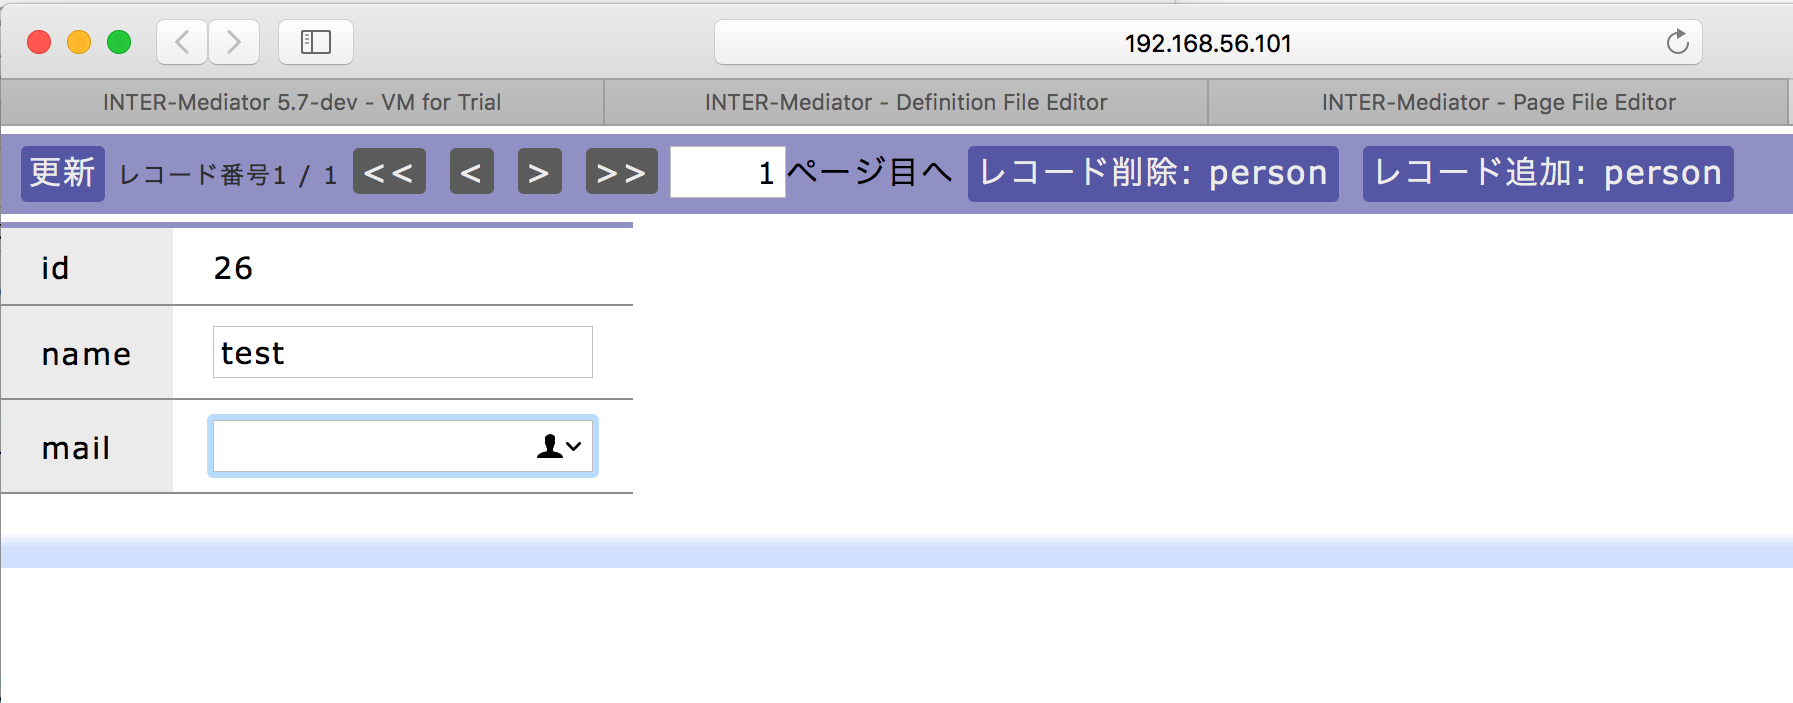 192.168.56.101
INTER-Mediator 5.7-dev - VM for Trial INTER-Mediator - Definition File Editor INTER-Mediator - Page File Editor
更新 レコード番号1 / 1 << < > >> 1 ページ目へ レコード削除: person レコード追加: person
id 26
name test
mail